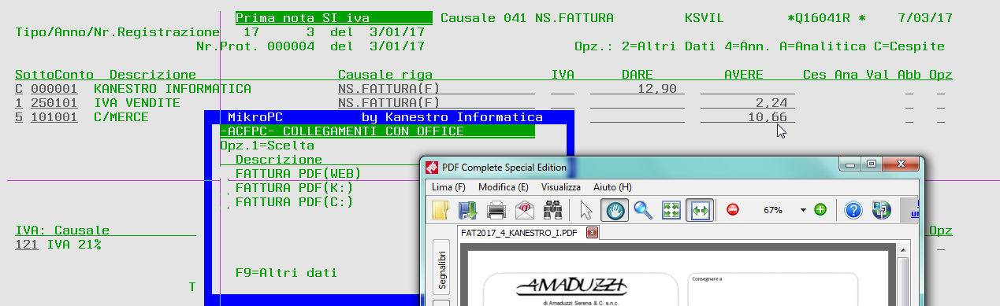 Prima nota SI iva Causale 041 NS.FATTURA KSVIL *Q16041R * 7/03/17
Tipo/Anno/Nr.Registrazione 17 3 del 3/01/17
Nr.Prot. 000004 del 3/01/17 Opz.: 2=Altri Dati 4=Ann. A=Analitica C=Cespite
SottoConto Descrizione Causale riga IVA DARE AVERE Ces Ana Val Abb Opz
C 000001 KANESTRO INFORMATICA NS.FATTURA(F) 12,90
1 250101 IVA VENDITE NS.FATTURA(F) 2,24
5 101001 C/MERCE 10,66
MikroPC by Kanestro Informatica
-ACFPC- COLLEGAMENTI CON OFFICE
Opz.1=Scelta
Descrizione
FATTURA PDF(WEB)
FATTURA PDF(K:)
FATTURA PDF(C:)
F9=Altri dati
IVA: Causale
Opz
121 IVA 21%
T
PDF Complete Special Edition
Lima (F) Modifica (E) Visualizza Aiuto (H)
67%
FAT2017_4_KANESTRO_I.PDF
Segnalibri
AMADUZZI
di Amaduzzi Serena & C. s.n.c.
Consegnare a